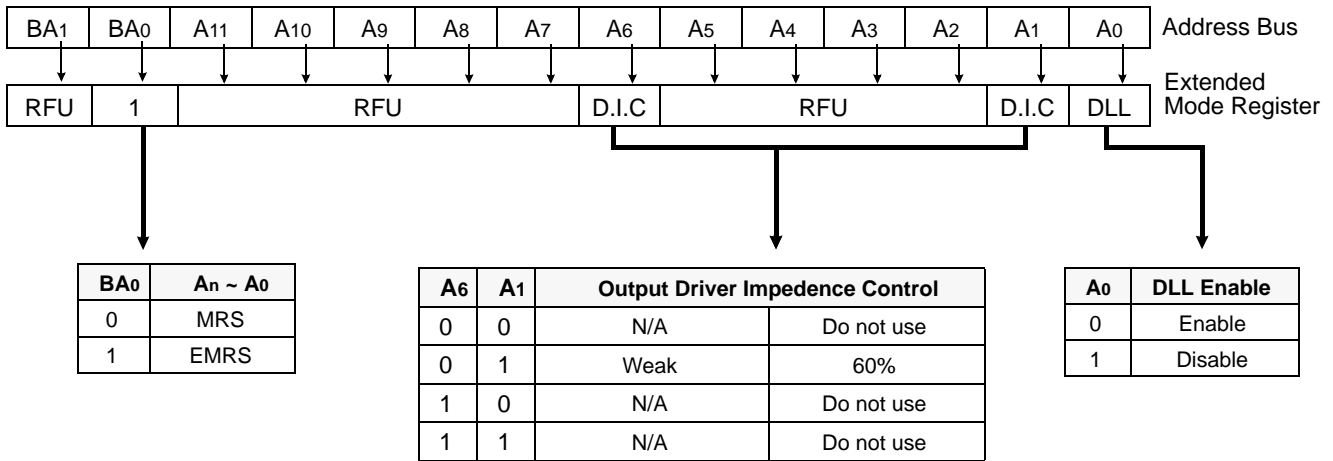 BA1 BA0 A11 A10 A9 A8 A7 A6 A5 A4 A3 A2 A1 A0 Address Bus
RFU 1 RFU D.I.C RFU D.I.C DLL Extended
Mode Register
BA0 An ~ A0
0 MRS
1 EMRS
A6 A1 Output Driver Impedence Control
0 0 N/A Do not use
0 1 Weak 60%
1 0 N/A Do not use
1 1 N/A Do not use
A0 DLL Enable
0 Enable
1 Disable